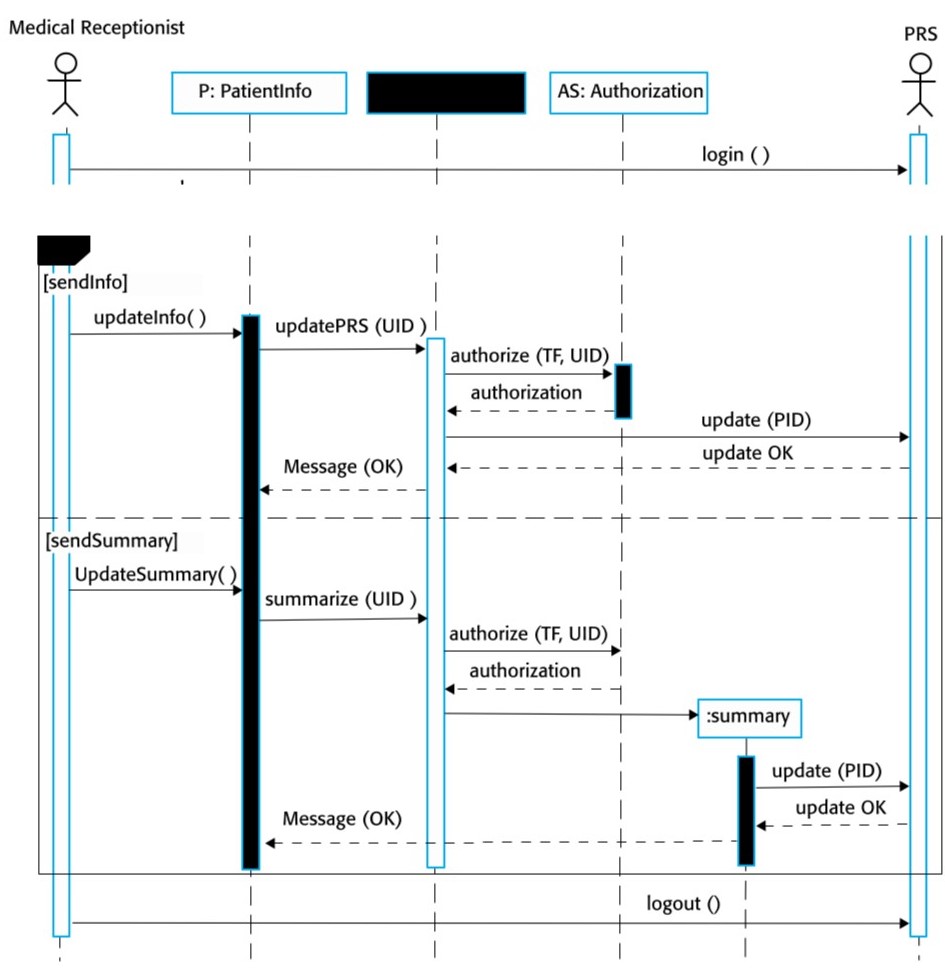 Medical Receptionist
PRS
P: PatientInfo
AS: Authorization
login ( )
[sendInfo]
updateInfo( )
updatePRS (UID )
authorize (TF, UID)
authorization
update (PID)
update OK
Message (OK)
[sendSummary]
UpdateSummary( )
summarize (UID )
authorize (TF, UID)
authorization
:summary
update (PID)
update OK
Message (OK)
logout ()